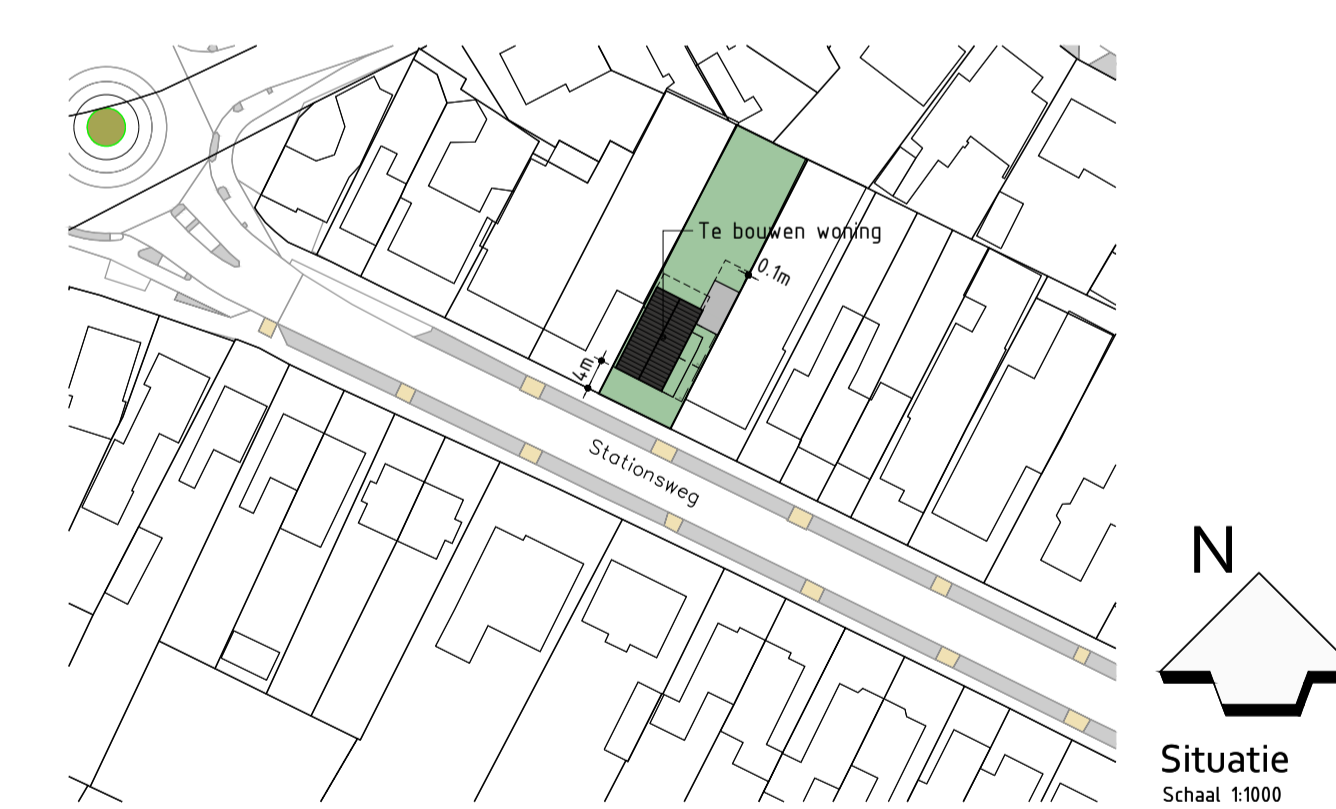 Te bouwen woning
0.1m
4m
Stationsweg
N
Situatie
Schaal 1:1000